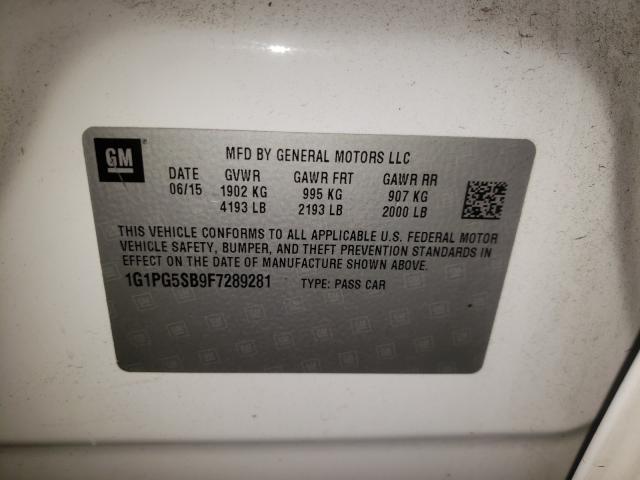 GM
MFD BY GENERAL MOTORS LLC
DATE GVWR GAWR FRT GAWR RR
06/15 1902 KG 995 KG 907 KG
4193 LB 2193 LB 2000 LB
THIS VEHICLE CONFORMS TO ALL APPLICABLE U.S. FEDERAL MOTOR
VEHICLE SAFETY, BUMPER, AND THEFT PREVENTION STANDARDS IN
EFFECT ON THE DATE OF MANUFACTURE SHOWN ABOVE.
1G1PG5SB9F7289281 TYPE: PASS CAR